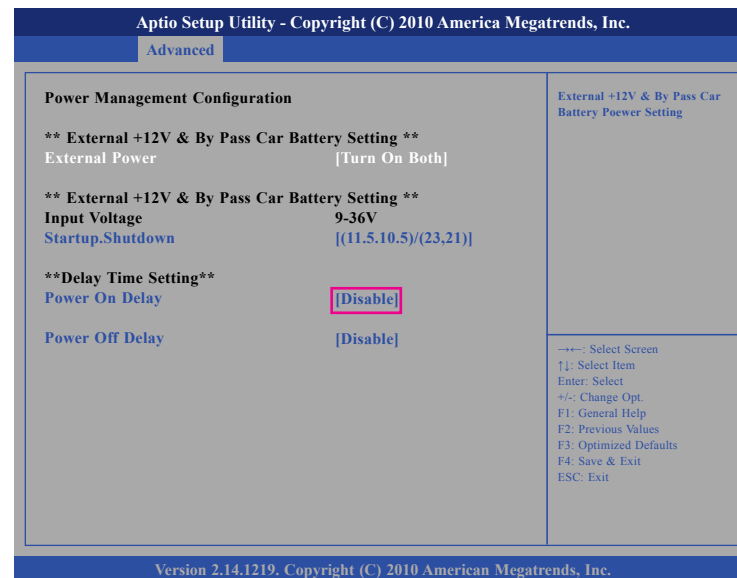 Aptio Setup Utility - Copyright (C) 2010 America Megatrends, Inc.
Advanced
Power Management Configuration
** External +12V & By Pass Car Battery Setting **
External Power [Turn On Both]
** External +12V & By Pass Car Battery Setting **
Input Voltage 9-36V
Startup.Shutdown [(11.5.10.5)/(23,21)]
**Delay Time Setting**
Power On Delay [Disable]
Power Off Delay [Disable]
External +12V & By Pass Car
Battery Poewer Setting
→←: Select Screen
↑↓: Select Item
Enter: Select
+/-: Change Opt.
F1: General Help
F2: Previous Values
F3: Optimized Defaults
F4: Save & Exit
ESC: Exit
Version 2.14.1219. Copyright (C) 2010 American Megatrends, Inc.